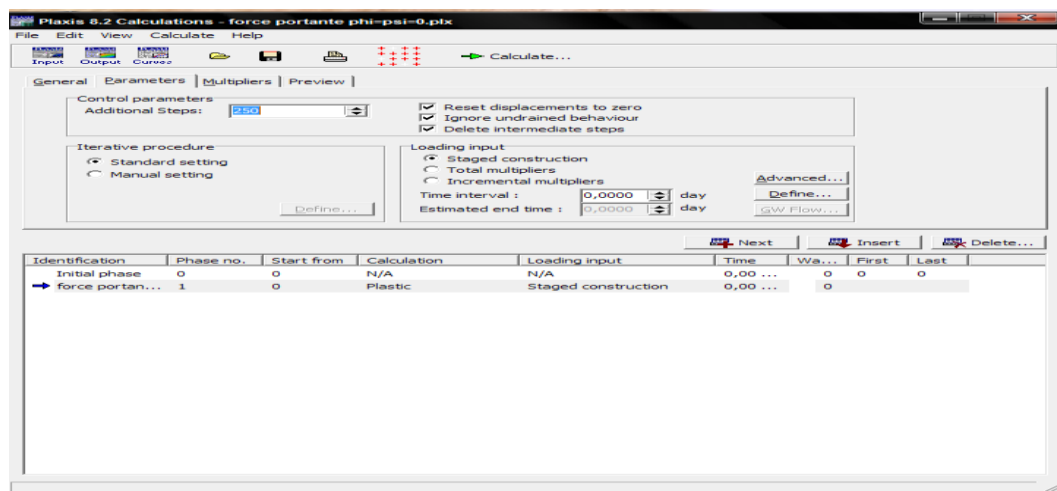 Plaxis 8.2 Calculations - force portante phi=psi=0.plx
File Edit View Calculate Help
Input Output Curves Calculate...
General Parameters Multipliers Preview
Control parameters
Additional Steps: 250
Reset displacements to zero
Ignore undrained behaviour
Delete intermediate steps
Iterative procedure
Standard setting
Manual setting
Define...
Loading input
Staged construction
Total multipliers
Incremental multipliers
Advanced...
Time interval : 0,0000 day Define...
Estimated end time : 0,0000 day GW Flow...
Next Insert Delete...
Identification Phase no. Start from Calculation Loading input Time Wa... First Last
Initial phase 0 0 N/A N/A 0,00 ... 0 0 0
force portan... 1 0 Plastic Staged construction 0,00 ... 0